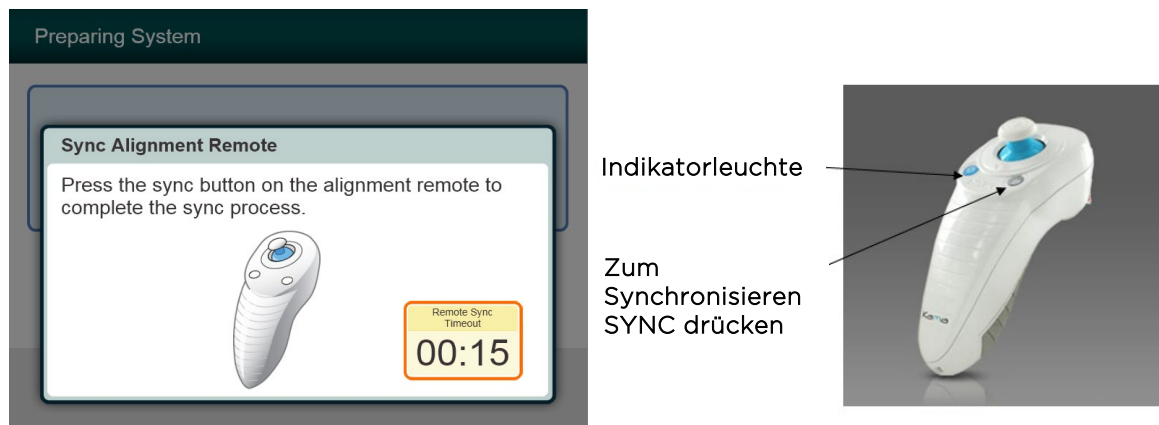 Preparing System
Sync Alignment Remote
Press the sync button on the alignment remote to
complete the sync process.
Remote Sync
Timeout
00:15
Indikatorleuchte
Zum
Synchronisieren
SYNC drücken
Kama